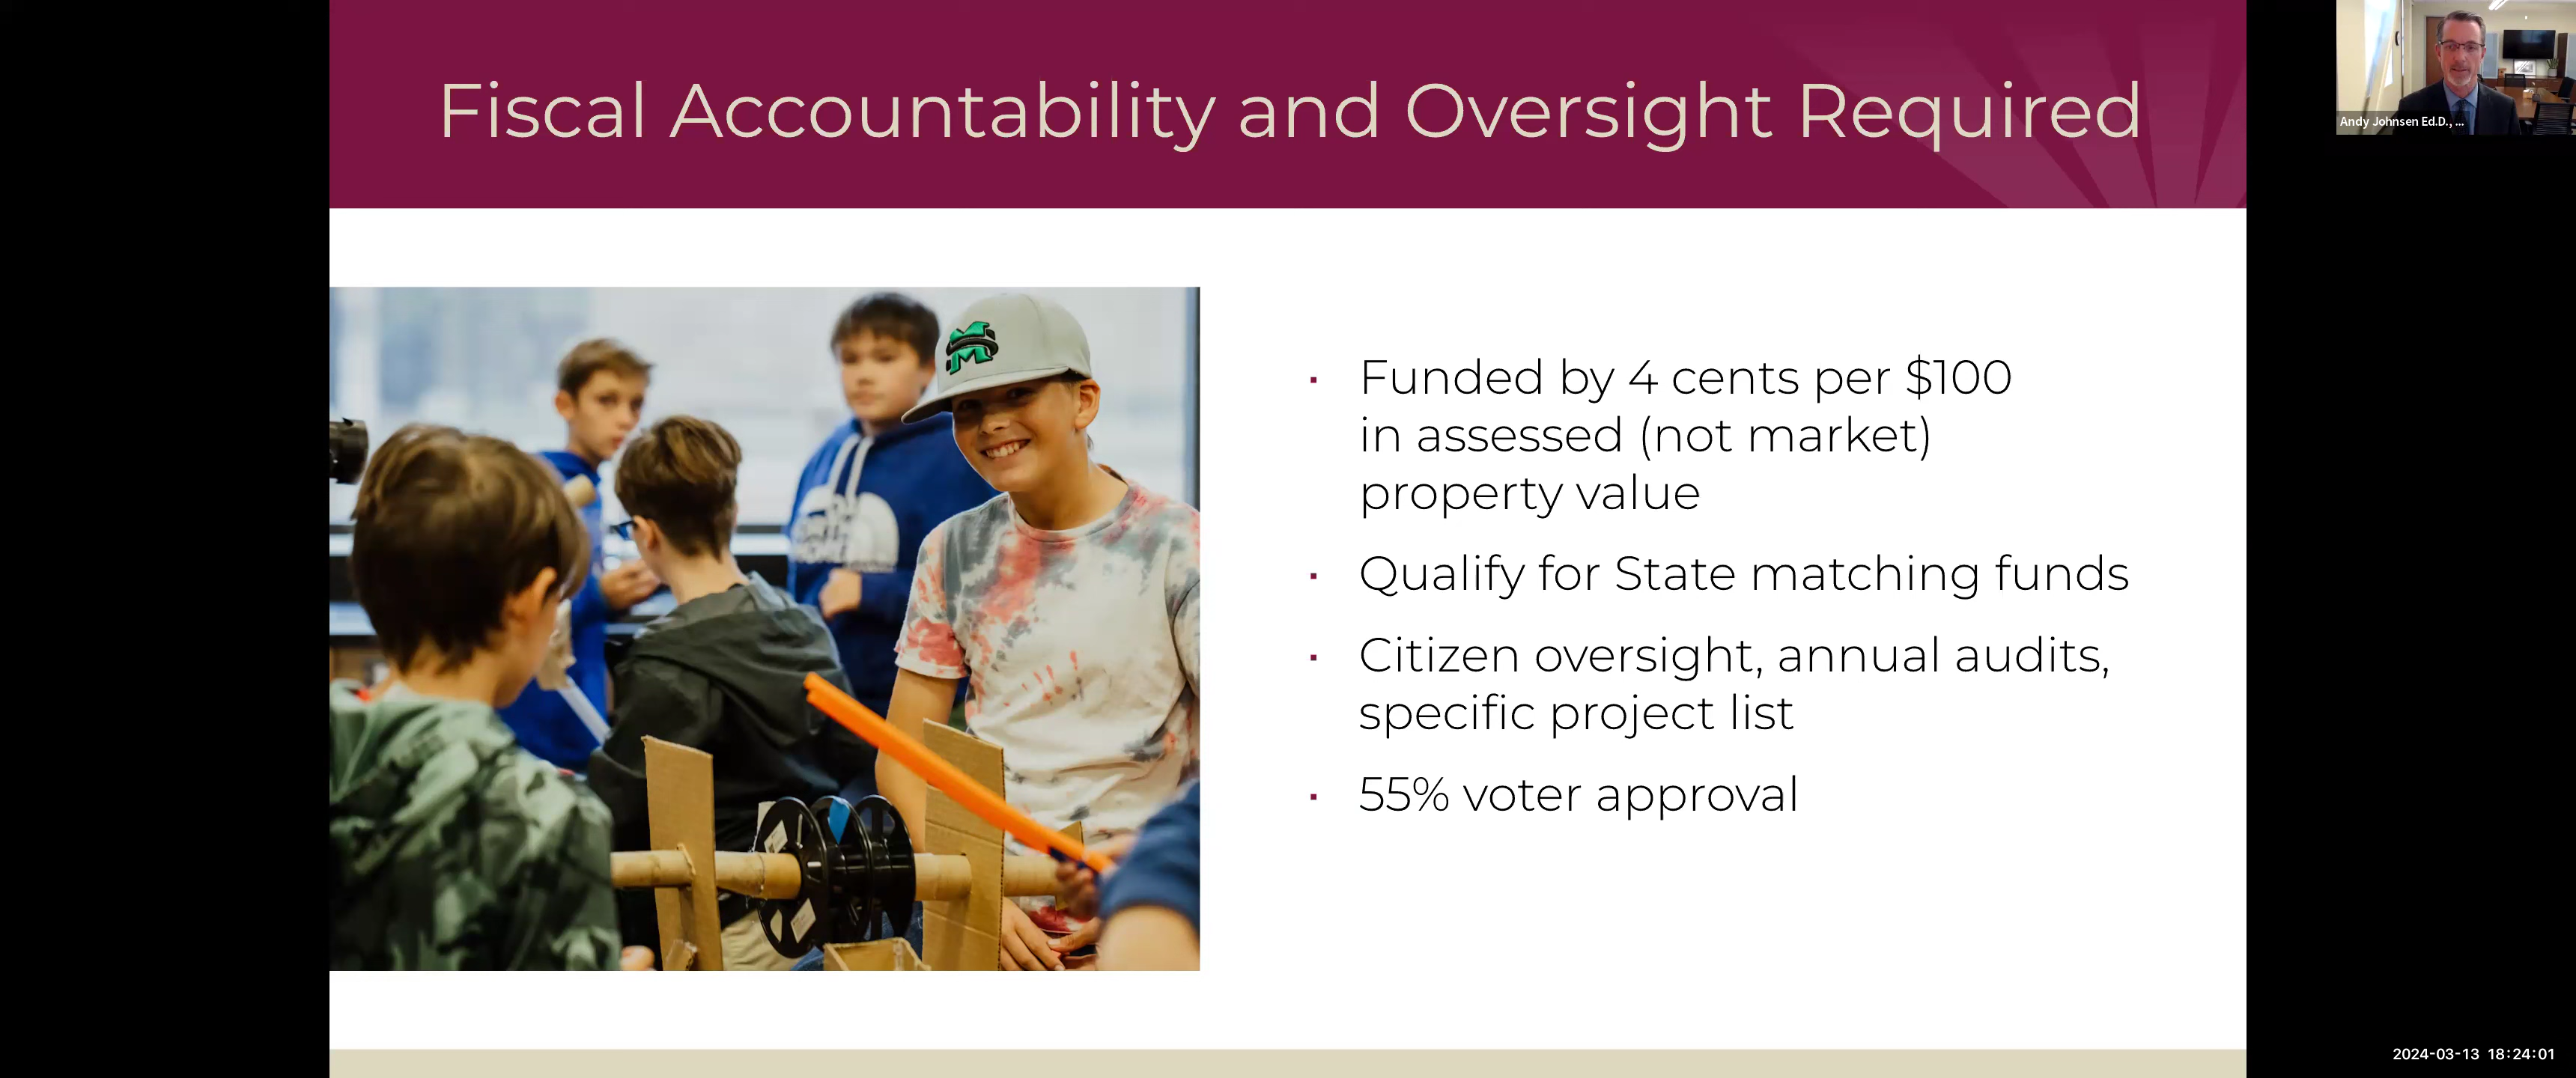 Fiscal Accountability and Oversight Required
Andy Johnsen Ed.D., ...
Funded by 4 cents per $100
in assessed (not market)
property value
Qualify for State matching funds
Citizen oversight, annual audits,
specific project list
55% voter approval
2024-03-13 18:24:01